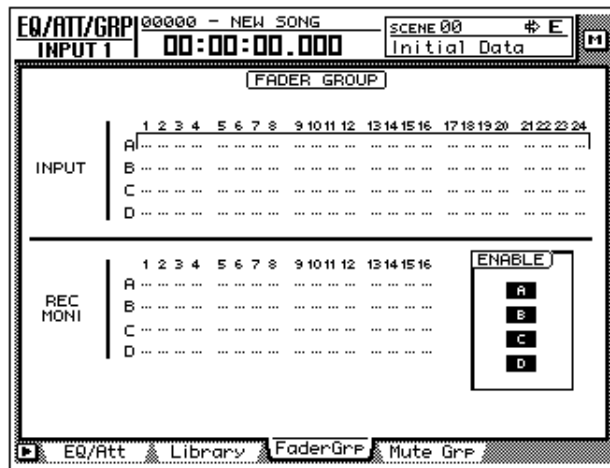 EQ/ATT/GRP
INPUT 1
00000 - NEW SONG
00:00:00.000
SCENE 00 E
Initial Data
M
FADER GROUP
1 2 3 4 5 6 7 8 9 10 11 12 13 14 15 16 17 18 19 20 21 22 23 24
INPUT
A
B
C
D
1 2 3 4 5 6 7 8 9 10 11 12 13 14 15 16
REC
MONI
A
B
C
D
ENABLE
A
B
C
D
EQ/Att Library FaderGrp Mute Grp